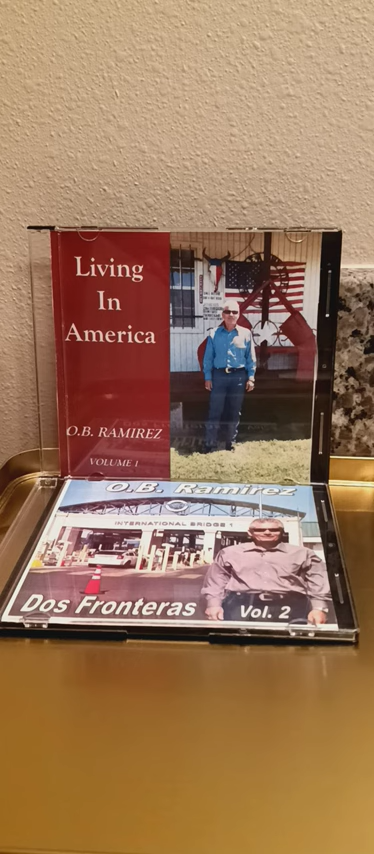 Living
In
America
O.B. RAMIREZ
VOLUME 1
O.B. Ramirez
INTERNATIONAL BRIDGE 1
Dos Fronteras
Vol. 2